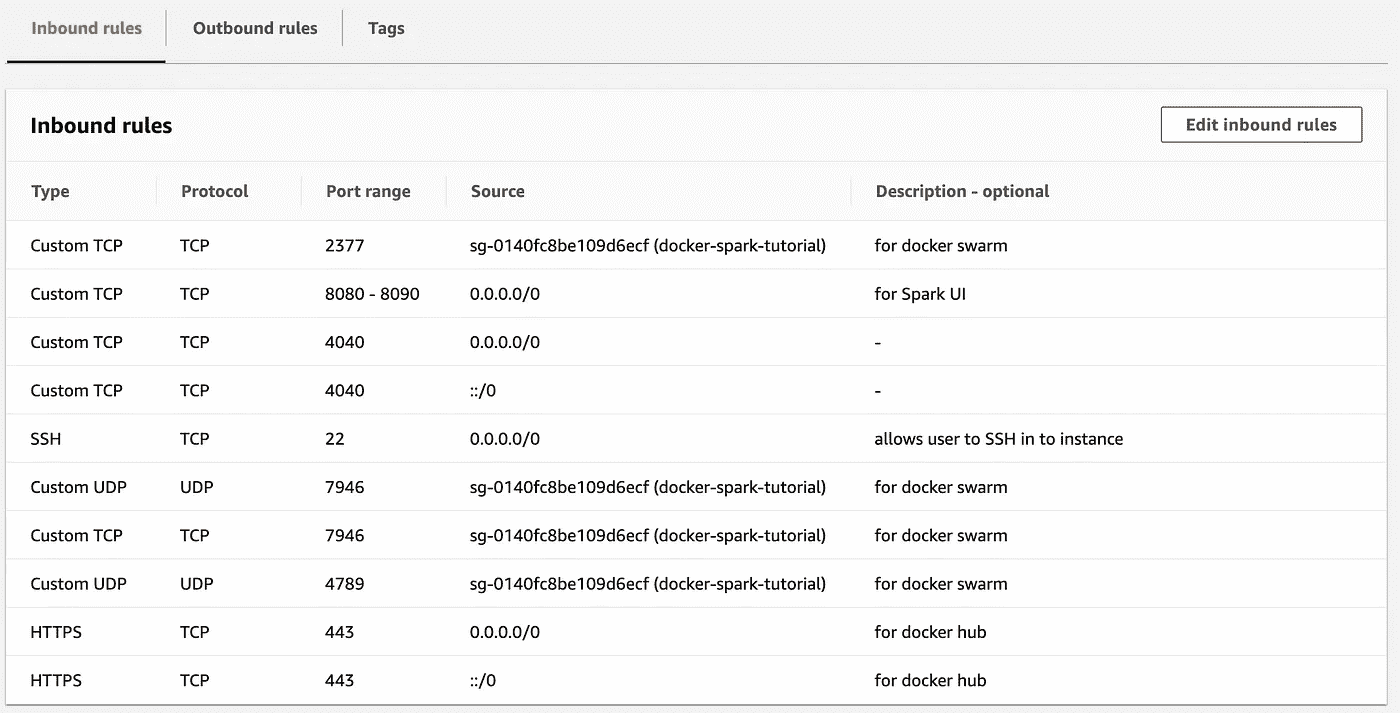 Inbound rules Outbound rules Tags
Inbound rules Edit inbound rules
Type Protocol Port range Source Description - optional
Custom TCP TCP 2377 sg-0140fc8be109d6ecf (docker-spark-tutorial) for docker swarm
Custom TCP TCP 8080 - 8090 0.0.0.0/0 for Spark UI
Custom TCP TCP 4040 0.0.0.0/0 -
Custom TCP TCP 4040 ::/0 -
SSH TCP 22 0.0.0.0/0 allows user to SSH in to instance
Custom UDP UDP 7946 sg-0140fc8be109d6ecf (docker-spark-tutorial) for docker swarm
Custom TCP TCP 7946 sg-0140fc8be109d6ecf (docker-spark-tutorial) for docker swarm
Custom UDP UDP 4789 sg-0140fc8be109d6ecf (docker-spark-tutorial) for docker swarm
HTTPS TCP 443 0.0.0.0/0 for docker hub
HTTPS TCP 443 ::/0 for docker hub